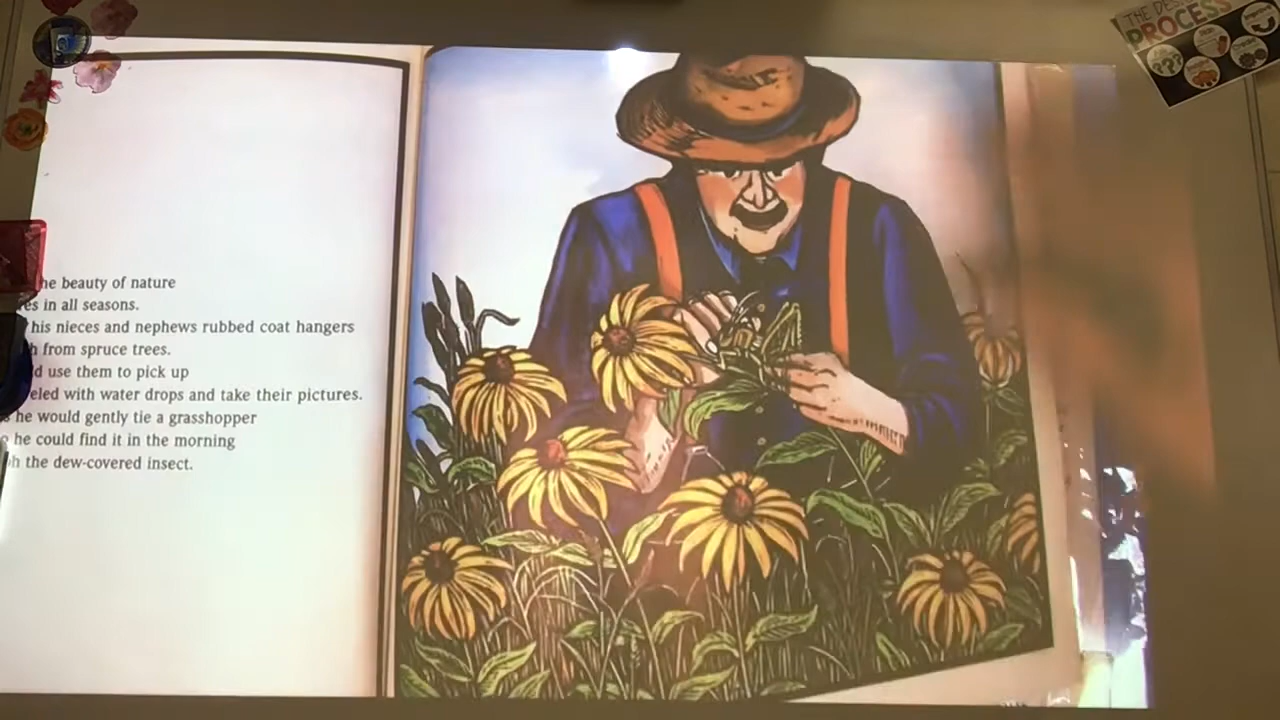 THE DES
PROCESS
he beauty of nature
es in all seasons.
his nieces and nephews rubbed coat hangers
h from spruce trees.
d use them to pick up
eled with water drops and take their pictures.
he would gently tie a grasshopper
he could find it in the morning
h the dew-covered insect.